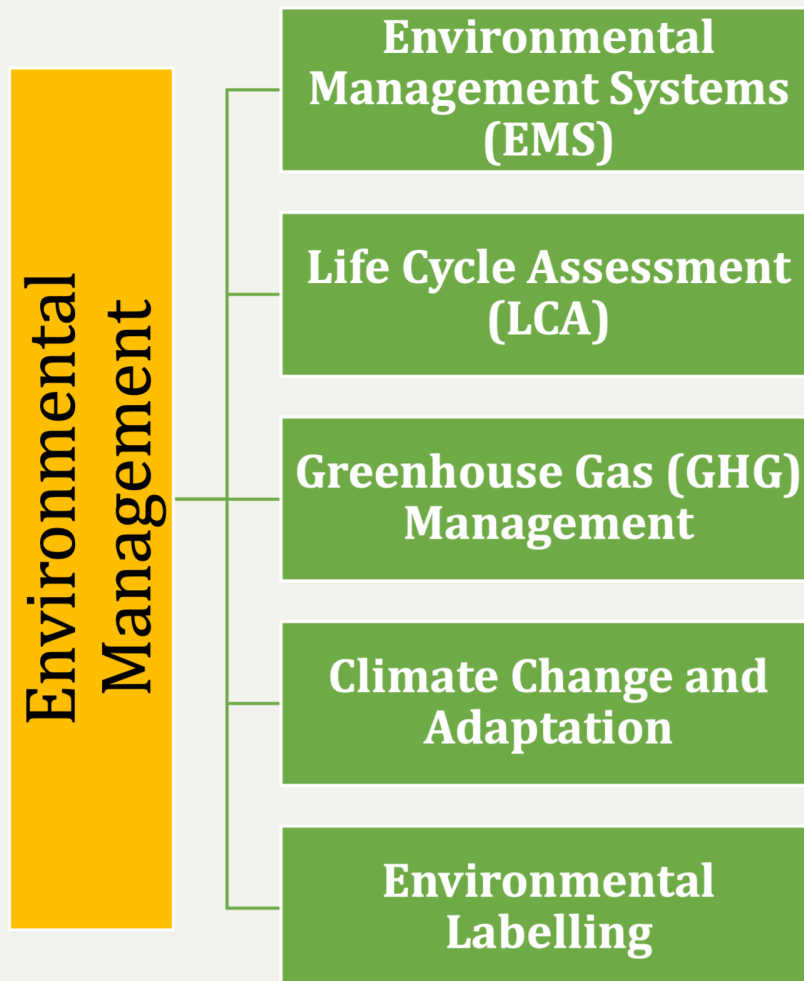 Environmental
Management
Environmental
Management Systems
(EMS)
Life Cycle Assessment
(LCA)
Greenhouse Gas (GHG)
Management
Climate Change and
Adaptation
Environmental
Labelling